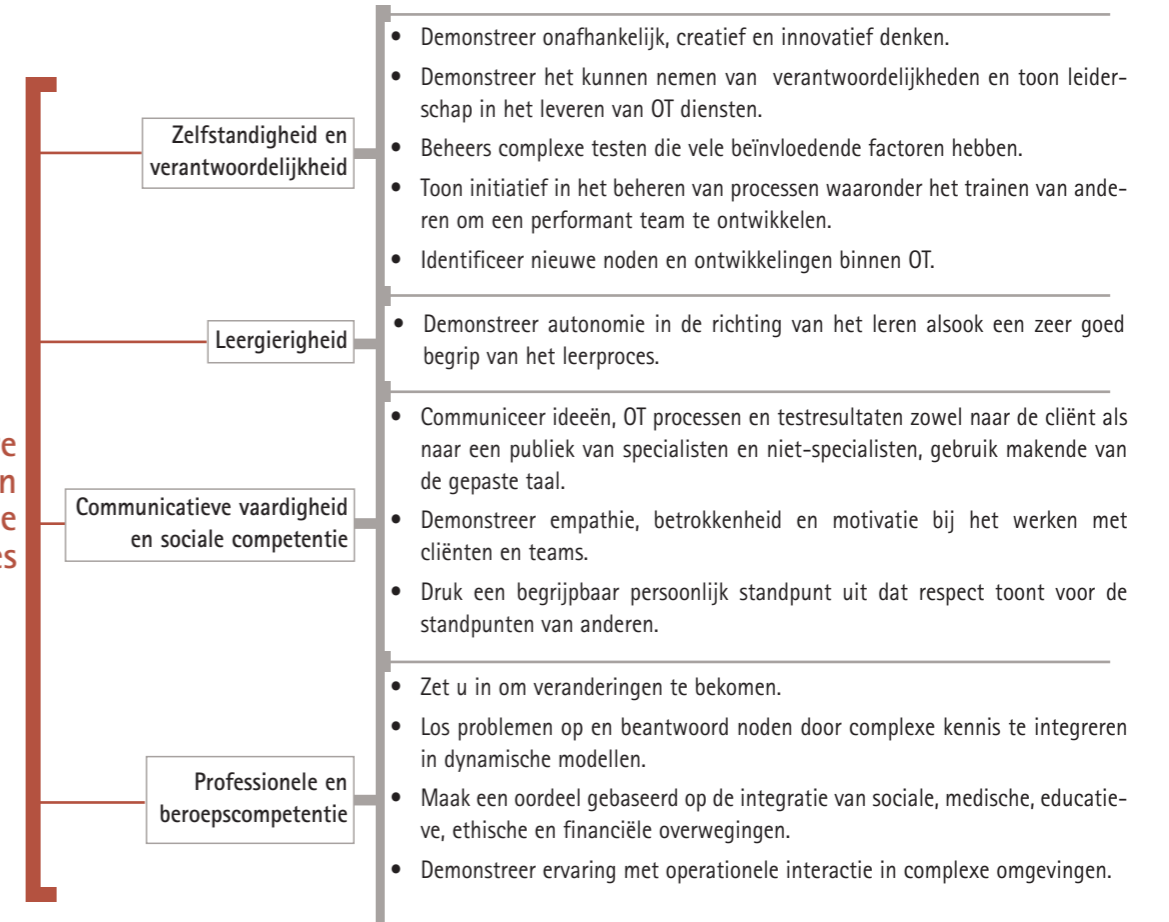 Zelfstandigheid en
verantwoordelijkheid
• Demonstreer onafhankelijk, creatief en innovatief denken.
• Demonstreer het kunnen nemen van verantwoordelijkheden en toon leider-
schap in het leveren van OT diensten.
• Beheers complexe testen die vele beïnvloedende factoren hebben.
• Toon initiatief in het beheren van processen waaronder het trainen van ande-
ren om een performant team te ontwikkelen.
• Identificeer nieuwe noden en ontwikkelingen binnen OT.
Leergierigheid
• Demonstreer autonomie in de richting van het leren alsook een zeer goed
begrip van het leerproces.
Communicatieve vaardigheid
en sociale competentie
• Communiceer ideeën, OT processen en testresultaten zowel naar de cliënt als
naar een publiek van specialisten en niet-specialisten, gebruik makende van
de gepaste taal.
• Demonstreer empathie, betrokkenheid en motivatie bij het werken met
cliënten en teams.
• Druk een begrijpbaar persoonlijk standpunt uit dat respect toont voor de
standpunten van anderen.
Professionele en
beroepscompetentie
• Zet u in om veranderingen te bekomen.
• Los problemen op en beantwoord noden door complexe kennis te integreren
in dynamische modellen.
• Maak een oordeel gebaseerd op de integratie van sociale, medische, educatie-
ve, ethische en financiële overwegingen.
• Demonstreer ervaring met operationele interactie in complexe omgevingen.